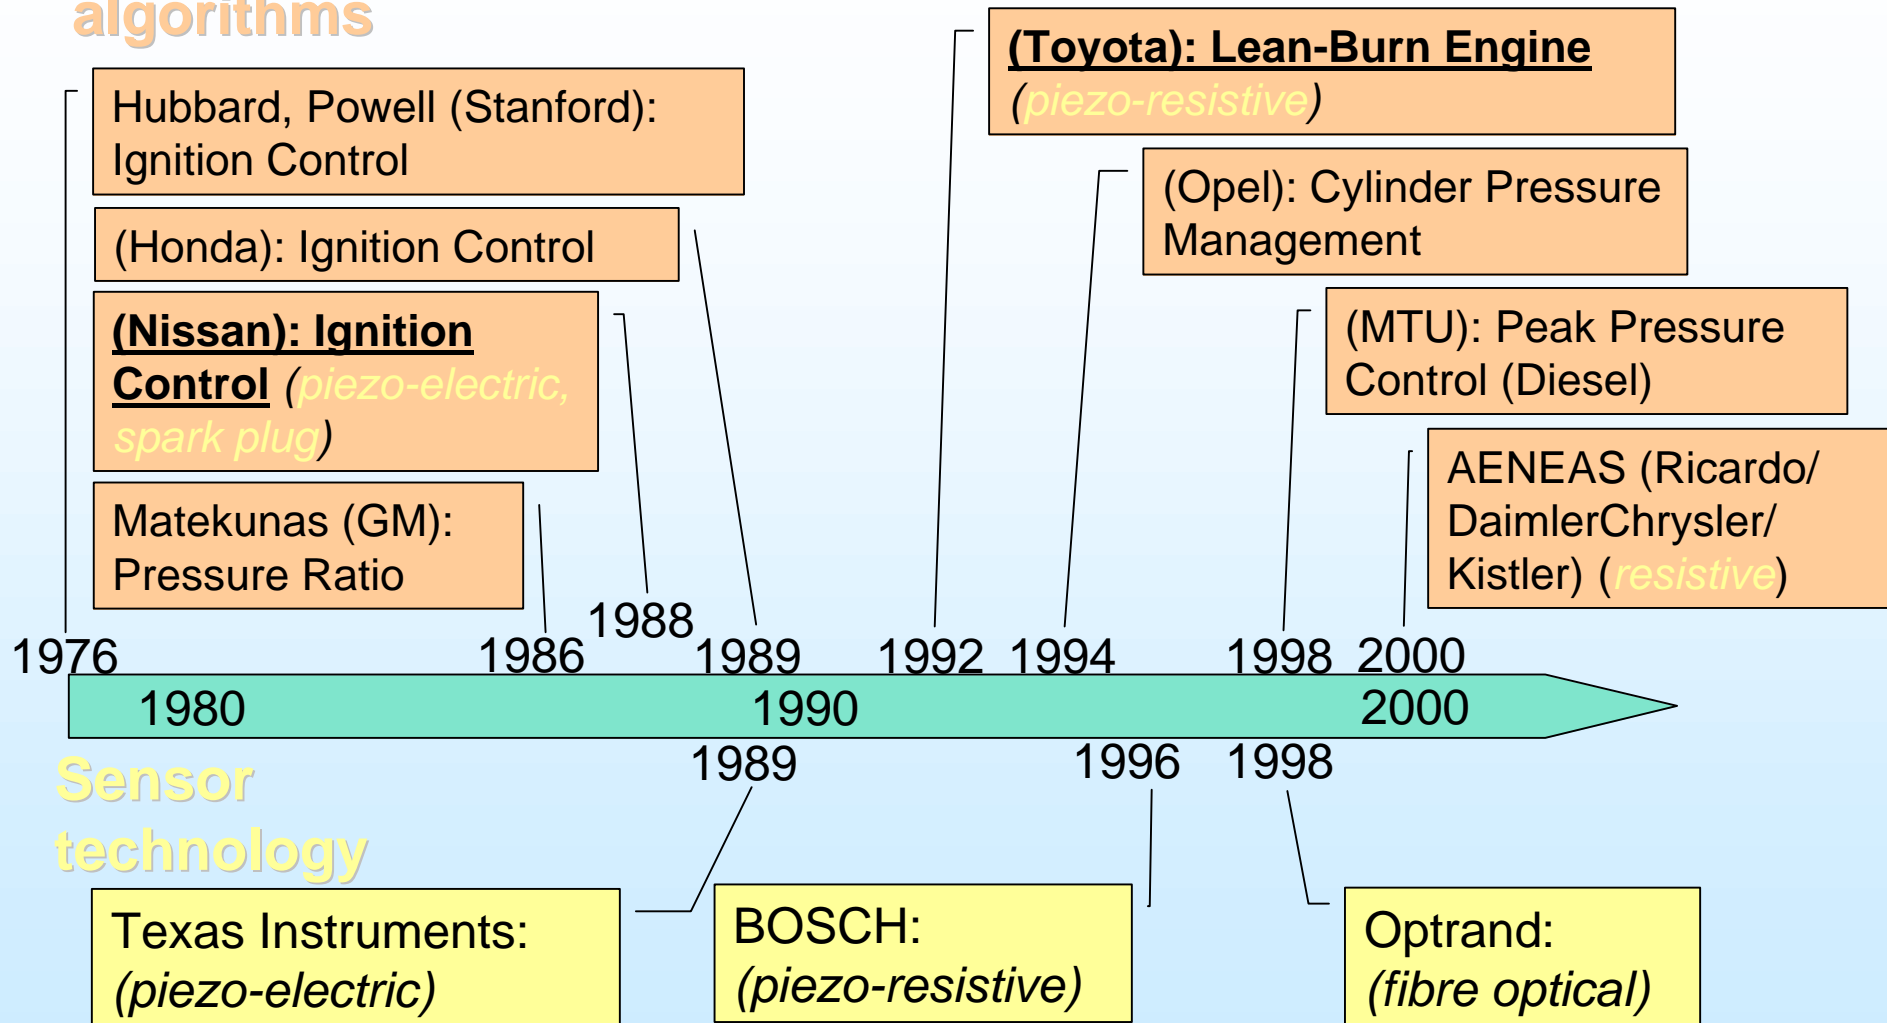 algorithms
Hubbard, Powell (Stanford):
Ignition Control
(Honda): Ignition Control
(Nissan): Ignition
Control (piezo-electric,
spark plug)
Matekunas (GM):
Pressure Ratio
(Toyota): Lean-Burn Engine
(piezo-resistive)
(Opel): Cylinder Pressure
Management
(MTU): Peak Pressure
Control (Diesel)
AENEAS (Ricardo/
DaimlerChrysler/
Kistler) (resistive)
1976 1986 1988 1989 1992 1994 1998 2000
1980 1990 2000
1989 1996 1998
Sensor
technology
Texas Instruments:
(piezo-electric)
BOSCH:
(piezo-resistive)
Optrand:
(fibre optical)